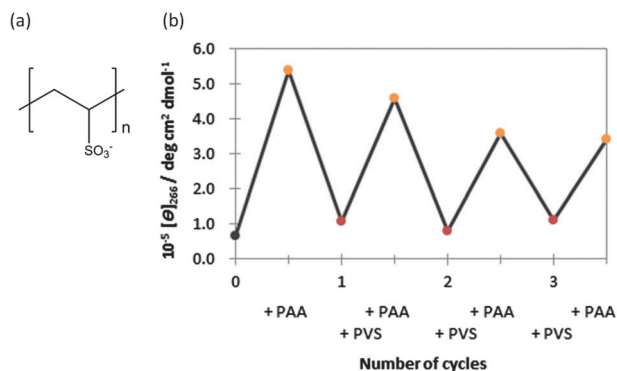 (a)
(b)
n
SO₃⁻
10⁻⁵ [Θ]₂₆₆ / deg cm² dmol⁻¹
6.0
5.0
4.0
3.0
2.0
1.0
0.0
0 1 2 3
+ PAA + PAA + PAA + PAA
+ PVS + PVS + PVS
Number of cycles